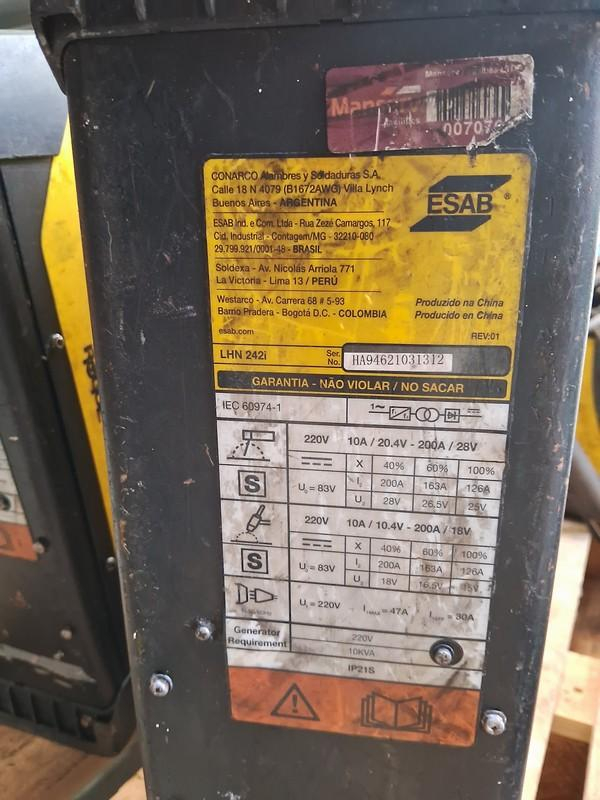 00707
CONARCO Alambres y Soldaduras S.A.
Calle 18 N 4079 (B1672AWG) Villa Lynch
Buenos Aires - ARGENTINA
ESAB®
ESAB Ind. e Com. Ltda - Rua Zezé Camargos, 117
Cid. Industrial - Contagem/MG - 32210-080
29.799.921/0001-48 - BRASIL
Soldexa - Av. Nicolás Arriola 771
La Victoria - Lima 13 / PERÚ
Westarco - Av. Carrera 68 # 5-93
Barrio Pradera - Bogotá D.C. - COLOMBIA
Produzido na China
Producido en China
esab.com
REV:01
LHN 242i
Ser. No.
HA94621031312
GARANTIA - NÃO VIOLAR / NO SACAR
IEC 60974-1
1~
220V 10A / 20.4V - 200A / 28V
X 40% 60% 100%
S
U₀ = 83V
I₂ 200A 163A 126A
U₂ 28V 26.5V 25V
220V 10A / 10.4V - 200A / 18V
X 40% 60% 100%
S
U₀ = 83V
I₂ 200A 163A 126A
U₂ 18V 16.5V 15V
U₁ = 220V I₁MAX = 47A I₁EFF = 30A
Generator Requirement
220V
10KVA
IP21S